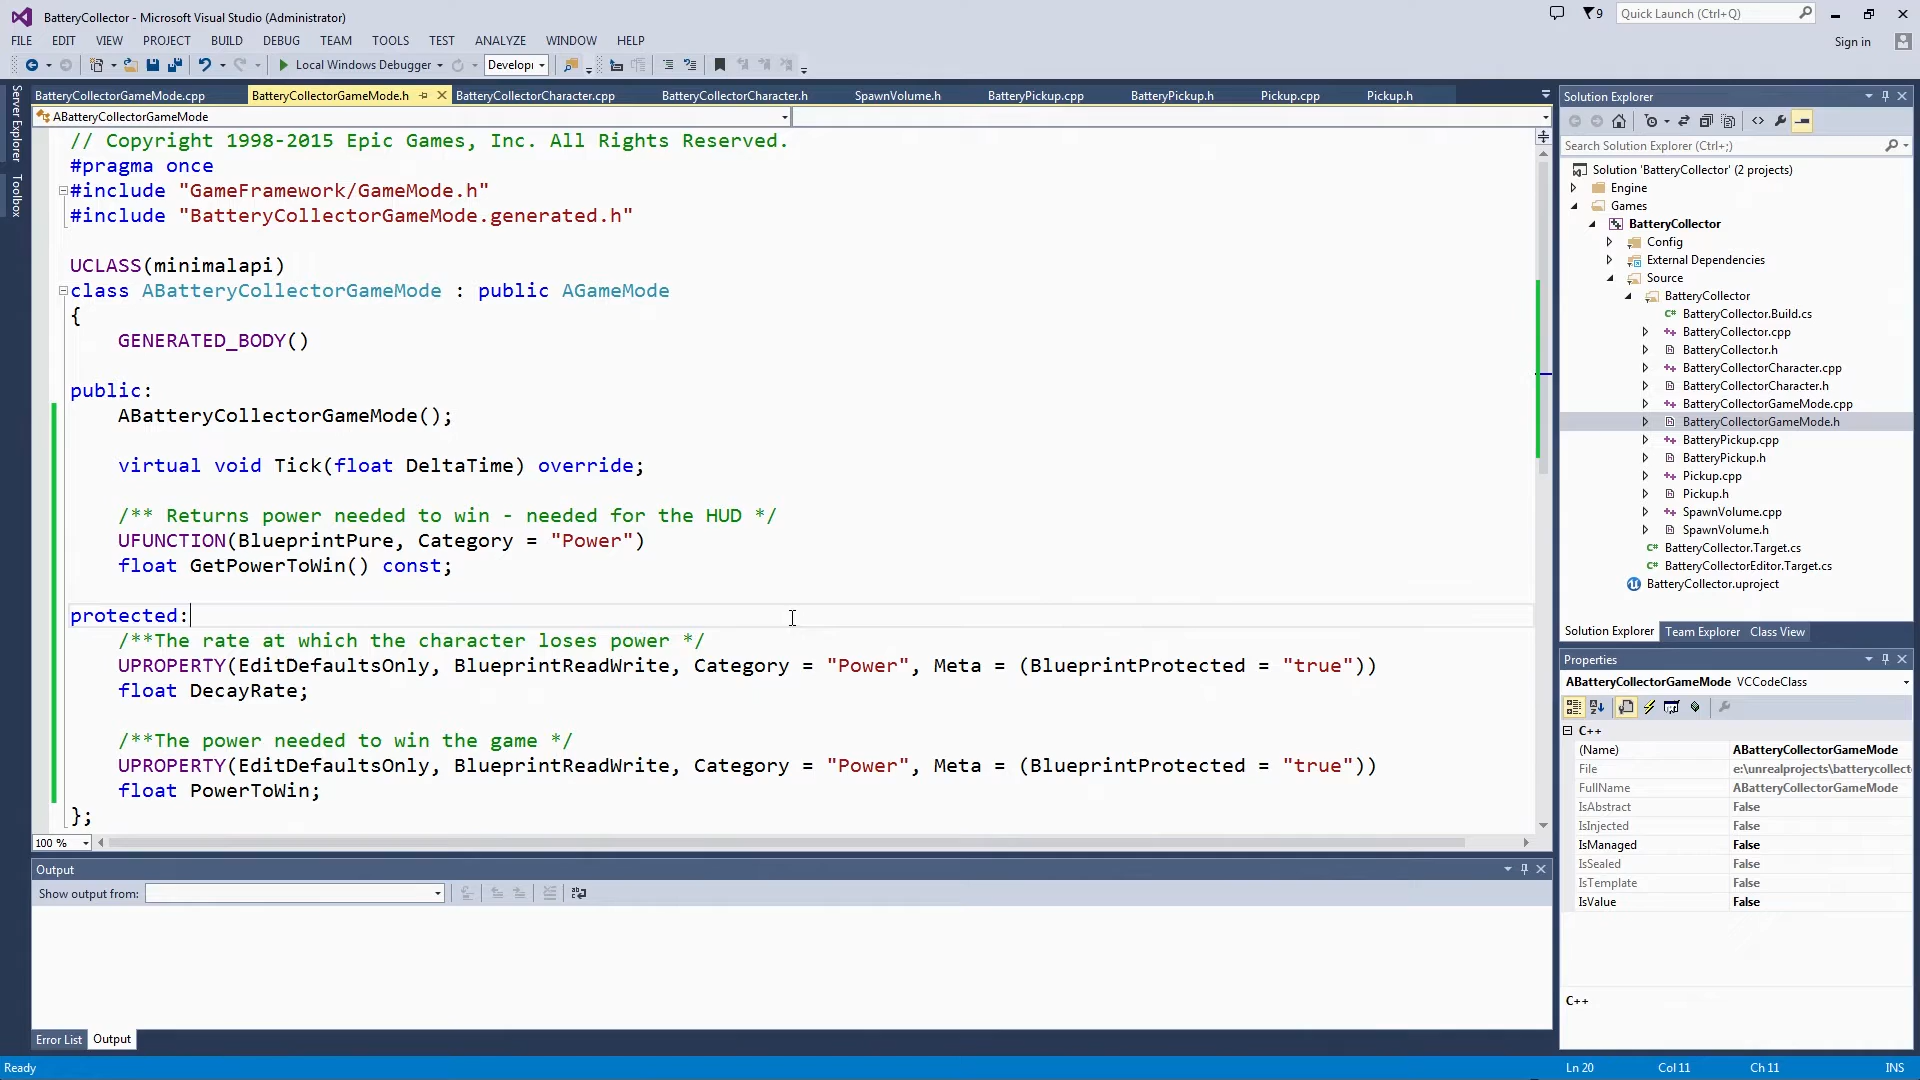 BatteryCollector - Microsoft Visual Studio (Administrator)
9
Quick Launch (Ctrl+Q)
FILE EDIT VIEW PROJECT BUILD DEBUG TEAM TOOLS TEST ANALYZE WINDOW HELP
Sign in
Local Windows Debugger
Develop
Server Explorer
Toolbox
BatteryCollectorGameMode.cpp BatteryCollectorGameMode.h BatteryCollectorCharacter.cpp BatteryCollectorCharacter.h SpawnVolume.h BatteryPickup.cpp BatteryPickup.h Pickup.cpp Pickup.h
ABatteryCollectorGameMode
// Copyright 1998-2015 Epic Games, Inc. All Rights Reserved.
#pragma once
#include "GameFramework/GameMode.h"
#include "BatteryCollectorGameMode.generated.h"
UCLASS(minimalapi)
class ABatteryCollectorGameMode : public AGameMode
{
GENERATED_BODY()
public:
ABatteryCollectorGameMode();
virtual void Tick(float DeltaTime) override;
/** Returns power needed to win - needed for the HUD */
UFUNCTION(BlueprintPure, Category = "Power")
float GetPowerToWin() const;
protected:
/**The rate at which the character loses power */
UPROPERTY(EditDefaultsOnly, BlueprintReadWrite, Category = "Power", Meta = (BlueprintProtected = "true"))
float DecayRate;
/**The power needed to win the game */
UPROPERTY(EditDefaultsOnly, BlueprintReadWrite, Category = "Power", Meta = (BlueprintProtected = "true"))
float PowerToWin;
};
100 %
Output
Show output from:
Error List Output
Solution Explorer
Search Solution Explorer (Ctrl+;)
Solution 'BatteryCollector' (2 projects)
Engine
Games
BatteryCollector
Config
External Dependencies
Source
BatteryCollector
BatteryCollector.Build.cs
BatteryCollector.cpp
BatteryCollector.h
BatteryCollectorCharacter.cpp
BatteryCollectorCharacter.h
BatteryCollectorGameMode.cpp
BatteryCollectorGameMode.h
BatteryPickup.cpp
BatteryPickup.h
Pickup.cpp
Pickup.h
SpawnVolume.cpp
SpawnVolume.h
BatteryCollector.Target.cs
BatteryCollectorEditor.Target.cs
BatteryCollector.uproject
Solution Explorer Team Explorer Class View
Properties
ABatteryCollectorGameMode VCCodeClass
C++
(Name) ABatteryCollectorGameMode
File e:\unrealprojects\batterycollect
FullName ABatteryCollectorGameMode
IsAbstract False
IsInjected False
IsManaged False
IsSealed False
IsTemplate False
IsValue False
C++
Ready
Ln 20 Col 11 Ch 11 INS